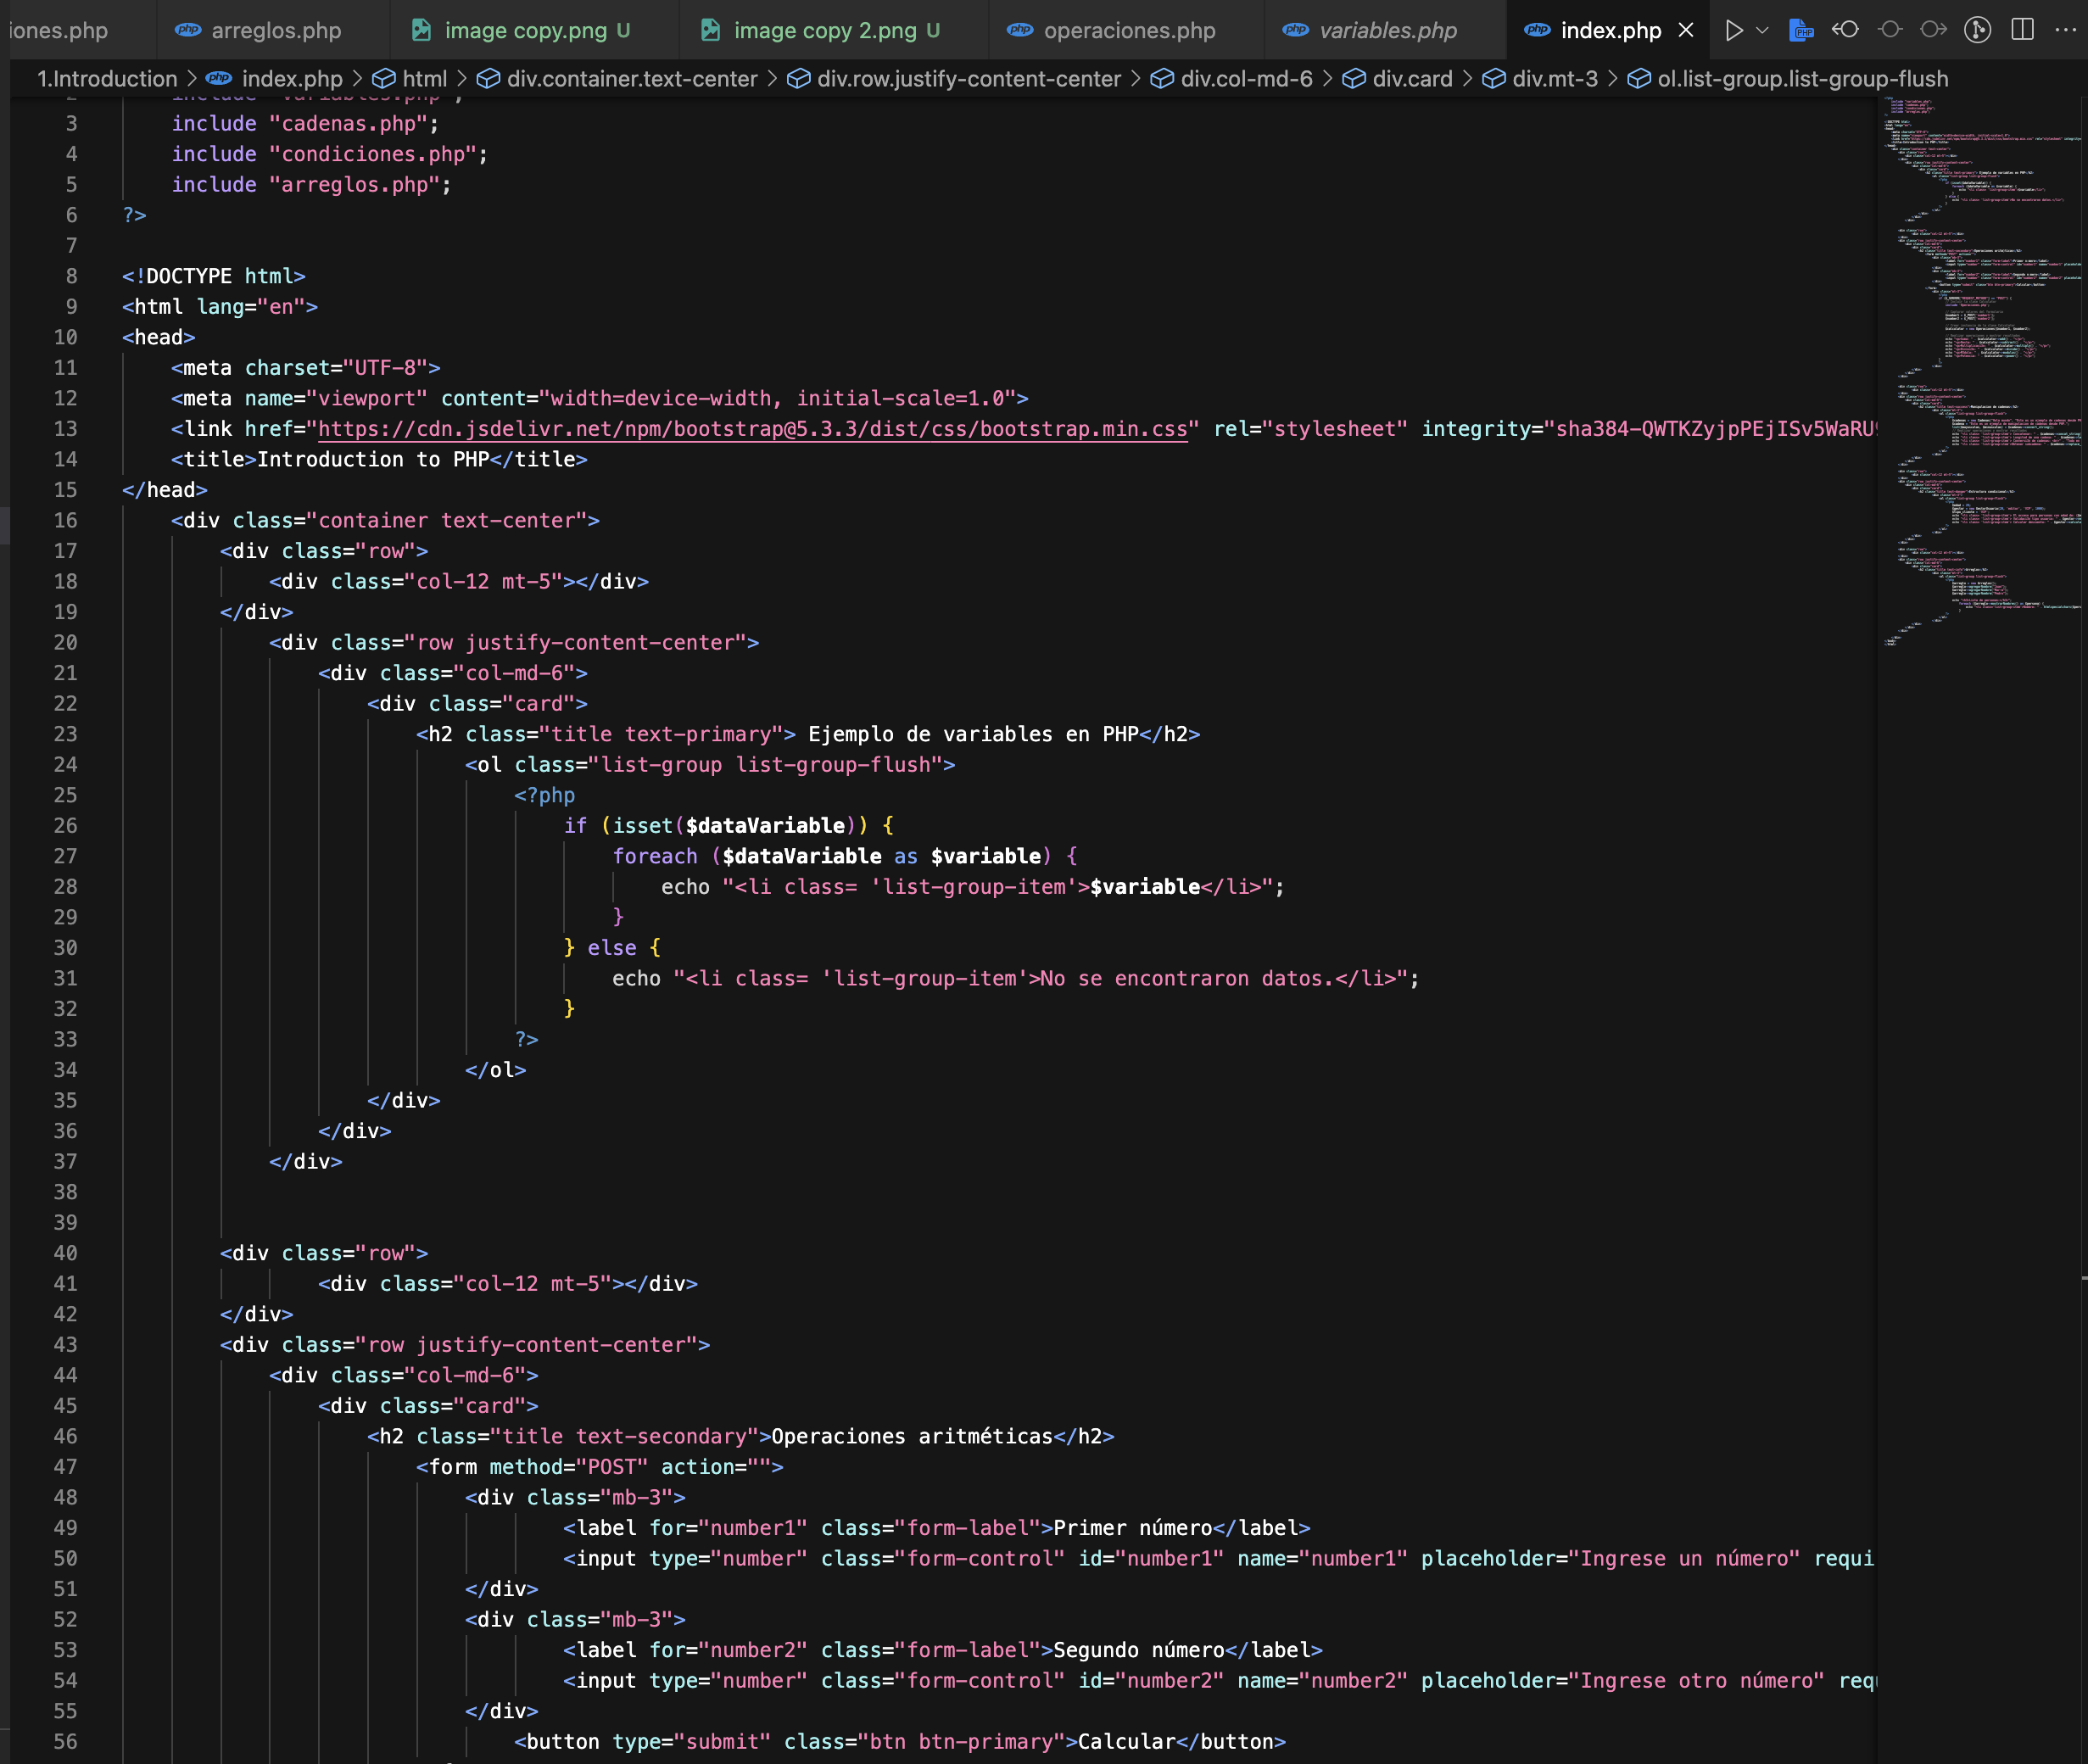 iones.php
php arreglos.php
image copy.png U
image copy 2.png U
php operaciones.php
php variables.php
php index.php
PHP
1.Introduction > php index.php > html > div.container.text-center > div.row.justify-content-center > div.col-md-6 > div.card > div.mt-3 > ol.list-group.list-group-flush
2 include "variables.php";
3 include "cadenas.php";
4 include "condiciones.php";
5 include "arreglos.php";
6 ?>
7
8 <!DOCTYPE html>
9 <html lang="en">
10 <head>
11 <meta charset="UTF-8">
12 <meta name="viewport" content="width=device-width, initial-scale=1.0">
13 <link href="https://cdn.jsdelivr.net/npm/bootstrap@5.3.3/dist/css/bootstrap.min.css" rel="stylesheet" integrity="sha384-QWTKZyjpPEjISv5WaRU
14 <title>Introduction to PHP</title>
15 </head>
16 <div class="container text-center">
17 <div class="row">
18 <div class="col-12 mt-5"></div>
19 </div>
20 <div class="row justify-content-center">
21 <div class="col-md-6">
22 <div class="card">
23 <h2 class="title text-primary"> Ejemplo de variables en PHP</h2>
24 <ol class="list-group list-group-flush">
25 <?php
26 if (isset($dataVariable)) {
27 foreach ($dataVariable as $variable) {
28 echo "<li class= 'list-group-item'>$variable</li>";
29 }
30 } else {
31 echo "<li class= 'list-group-item'>No se encontraron datos.</li>";
32 }
33 ?>
34 </ol>
35 </div>
36 </div>
37 </div>
38
39
40 <div class="row">
41 <div class="col-12 mt-5"></div>
42 </div>
43 <div class="row justify-content-center">
44 <div class="col-md-6">
45 <div class="card">
46 <h2 class="title text-secondary">Operaciones aritméticas</h2>
47 <form method="POST" action="">
48 <div class="mb-3">
49 <label for="number1" class="form-label">Primer número</label>
50 <input type="number" class="form-control" id="number1" name="number1" placeholder="Ingrese un número" requi
51 </div>
52 <div class="mb-3">
53 <label for="number2" class="form-label">Segundo número</label>
54 <input type="number" class="form-control" id="number2" name="number2" placeholder="Ingrese otro número" req
55 </div>
56 <button type="submit" class="btn btn-primary">Calcular</button>